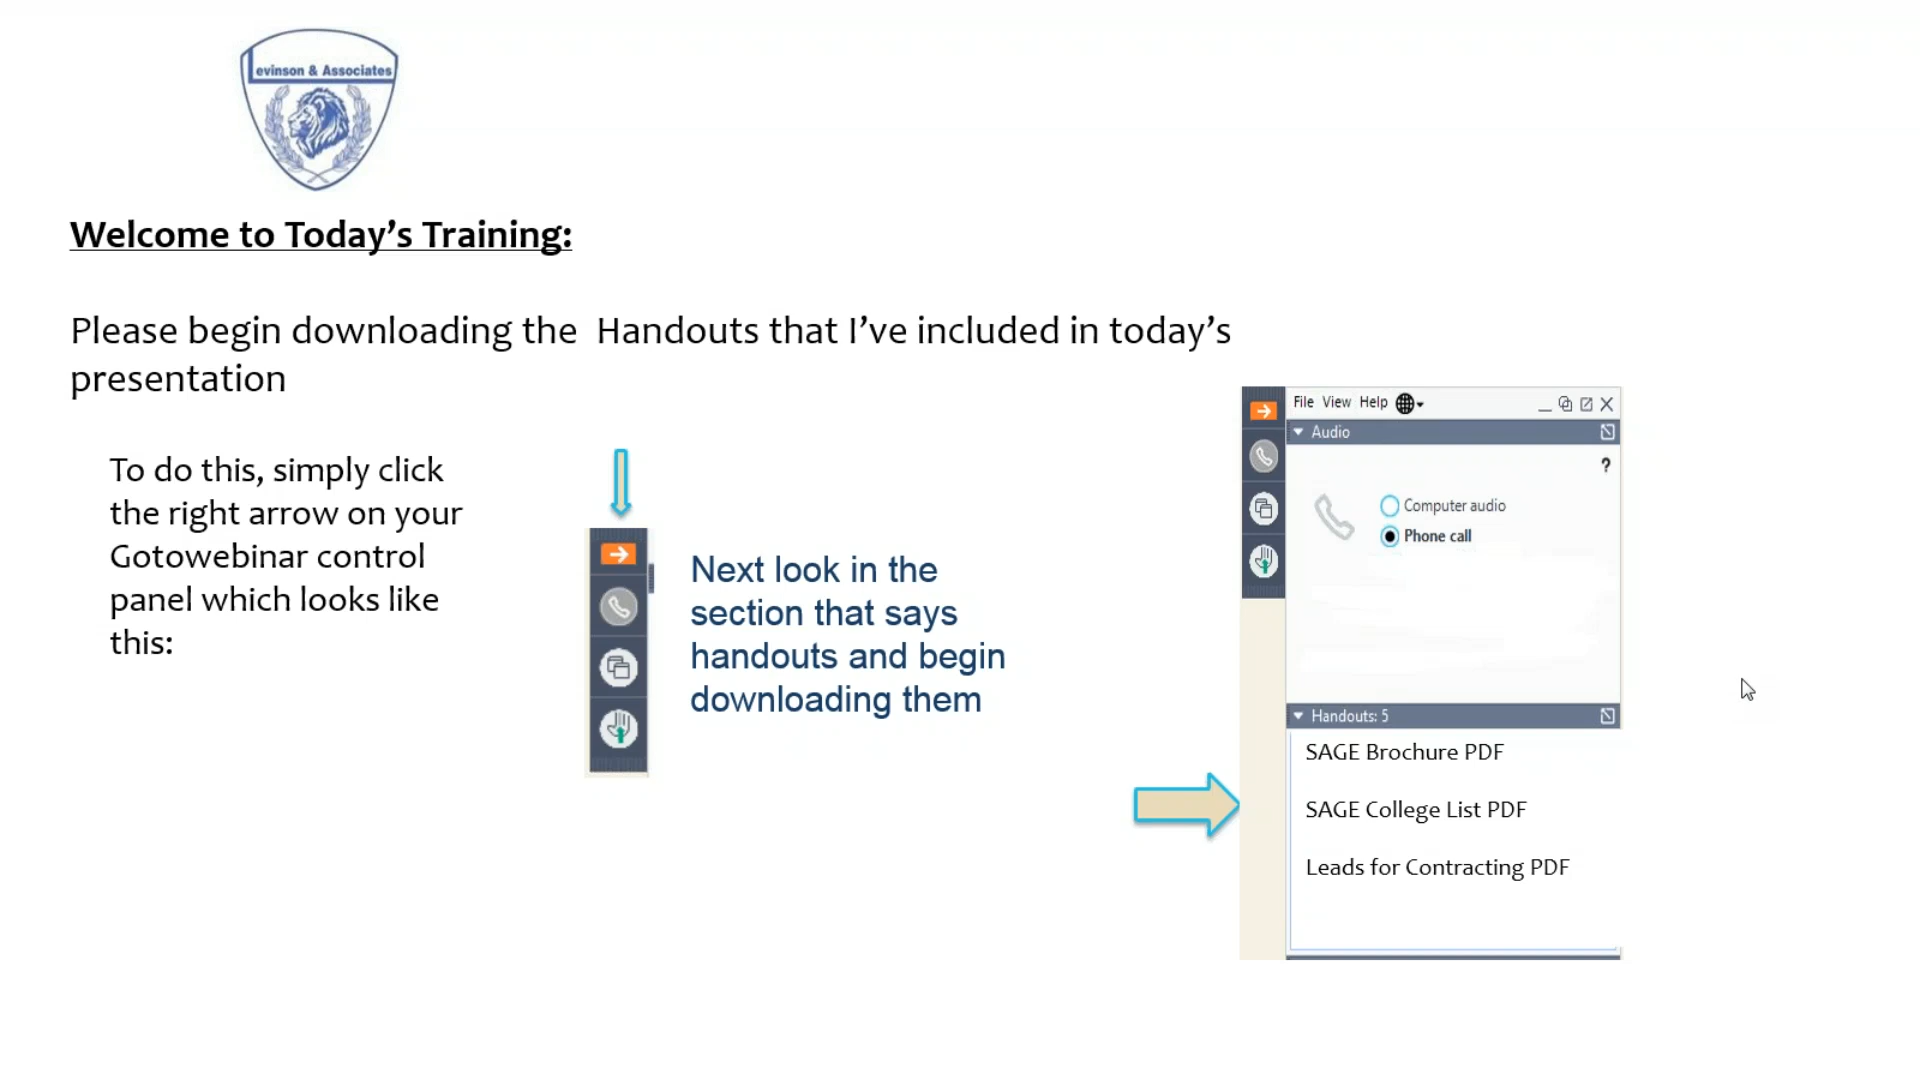 Levinson & Associates
Welcome to Today's Training:
Please begin downloading the  Handouts that I've included in today's
presentation
To do this, simply click
the right arrow on your
Gotowebinar control
panel which looks like
this:
Next look in the
section that says
handouts and begin
downloading them
File View Help
Audio
?
Computer audio
Phone call
Handouts: 5
SAGE Brochure PDF
SAGE College List PDF
Leads for Contracting PDF